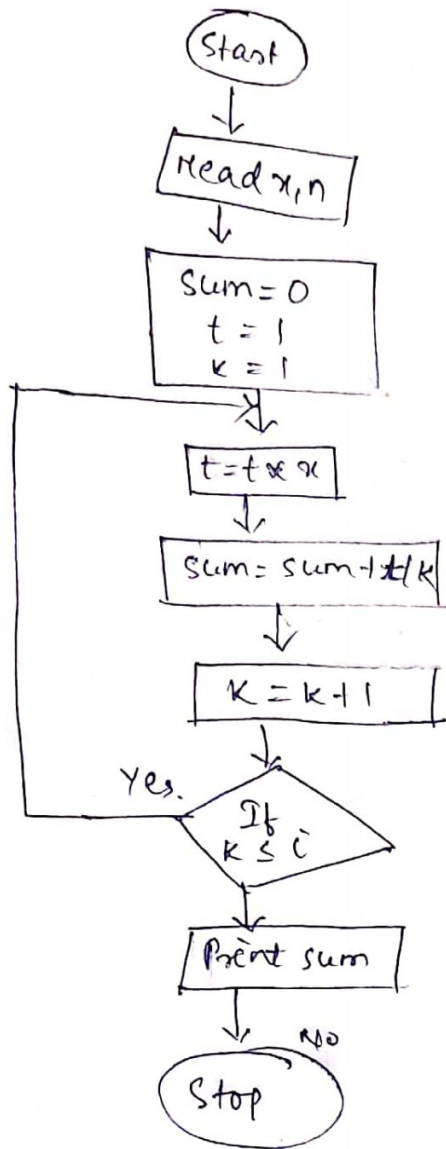 Start
Read x, n
Sum = 0
t = 1
k = 1
t = t * x
Sum = Sum + t/k
k = k + 1
Yes.
If
k ≤ i
Print sum
NO
Stop